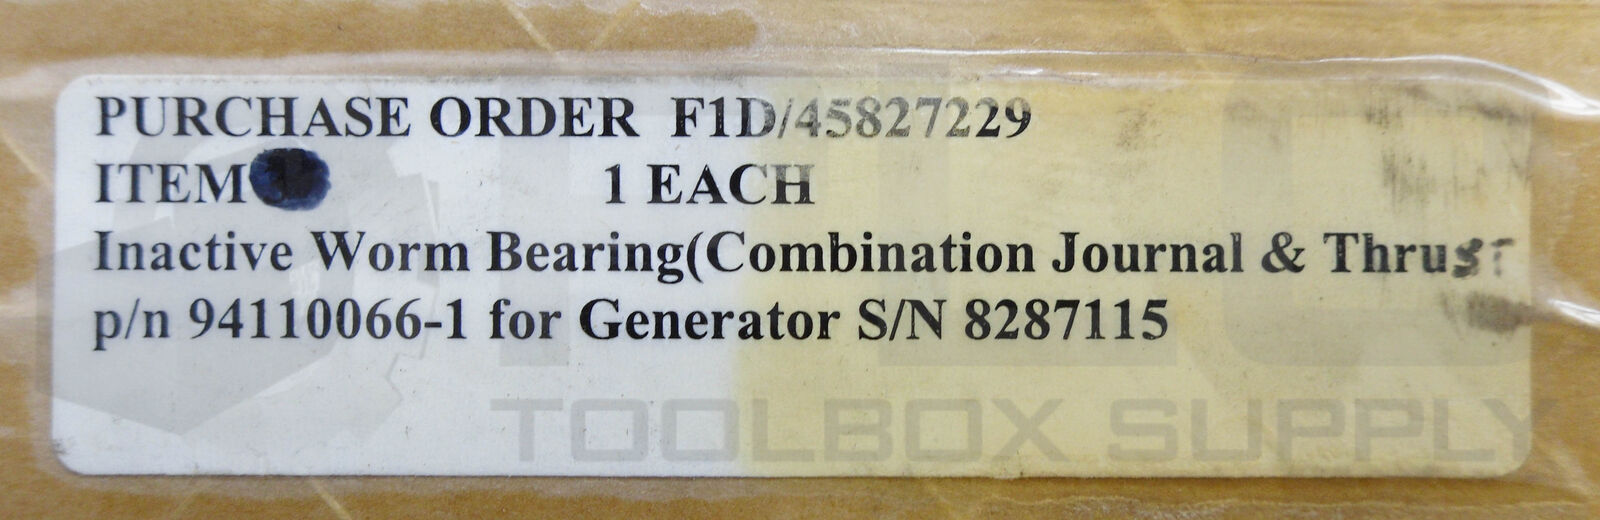 PURCHASE ORDER F1D/45827229
ITEM 1 EACH
Inactive Worm Bearing(Combination Journal & Thrust
p/n 94110066-1 for Generator S/N 8287115
TOOLBOX SUPPLY